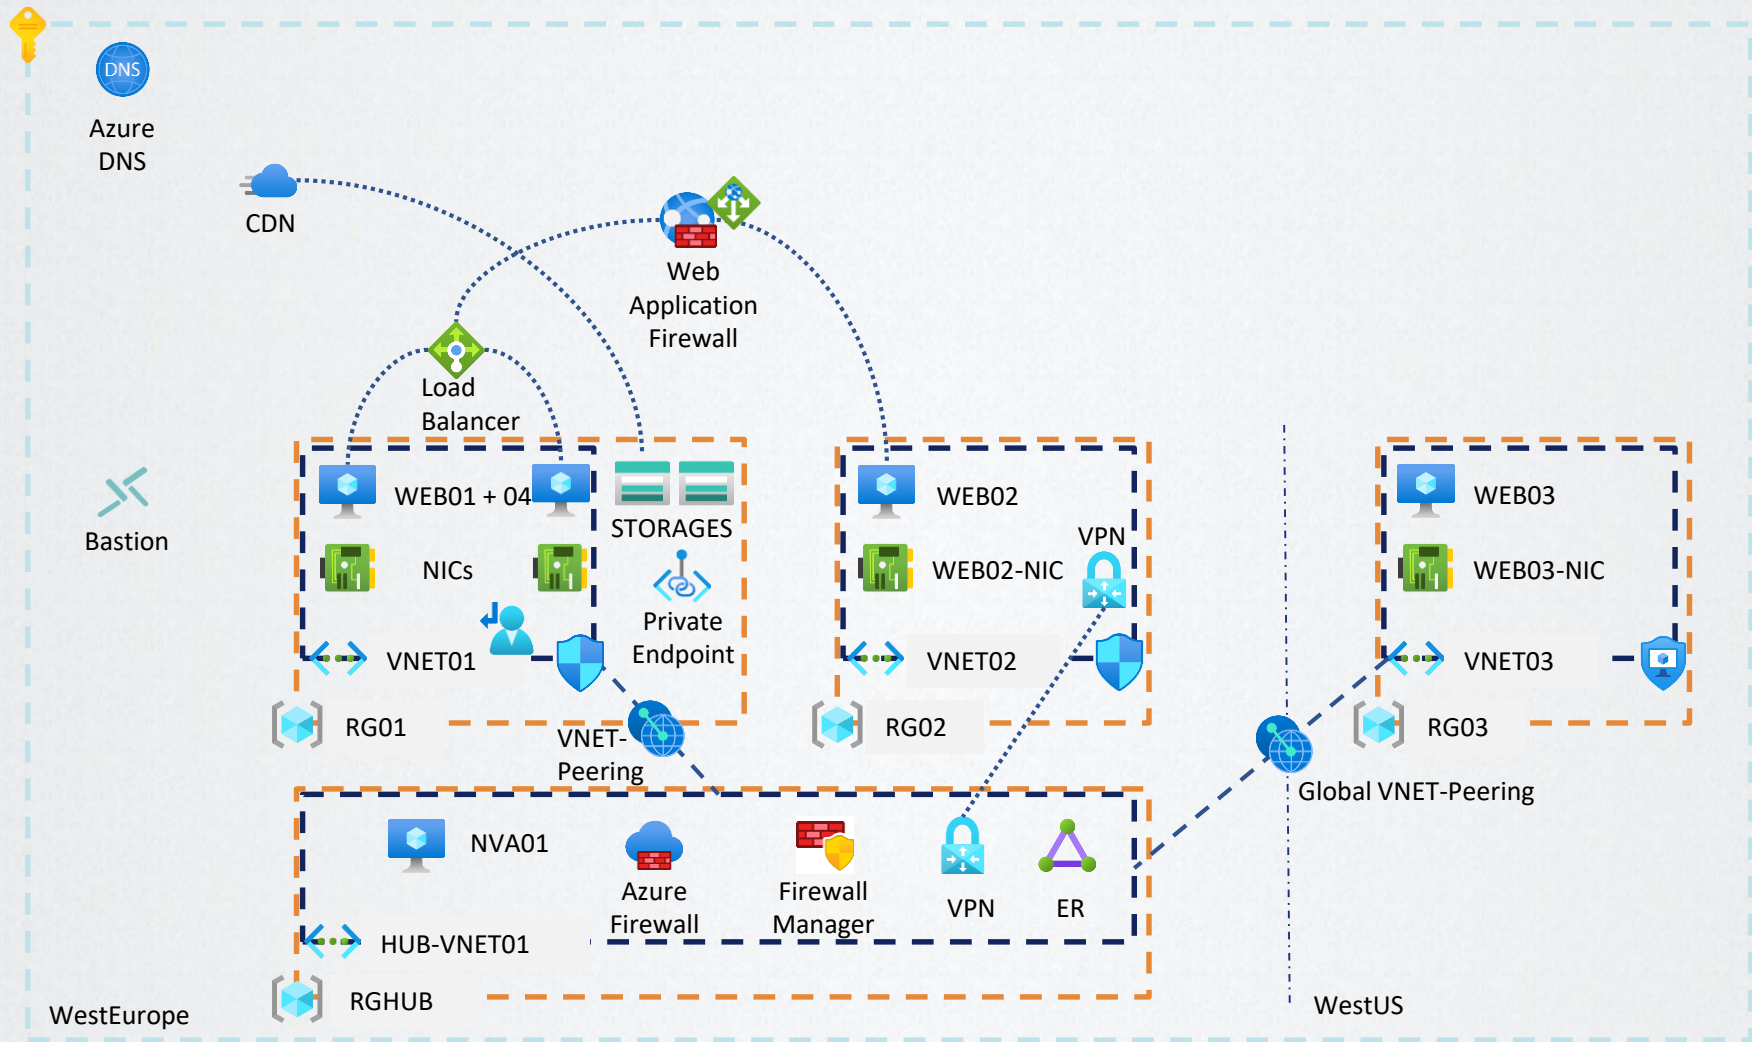 DNS
Azure
DNS
CDN
Web
Application
Firewall
Load
Balancer
Bastion
WEB01 + 04
STORAGES
NICs
Private
Endpoint
VNET01
RG01
VNET-
Peering
WEB02
VPN
WEB02-NIC
VNET02
RG02
WEB03
WEB03-NIC
VNET03
RG03
Global VNET-Peering
NVA01
Azure
Firewall
Firewall
Manager
VPN
ER
HUB-VNET01
RGHUB
WestEurope
WestUS